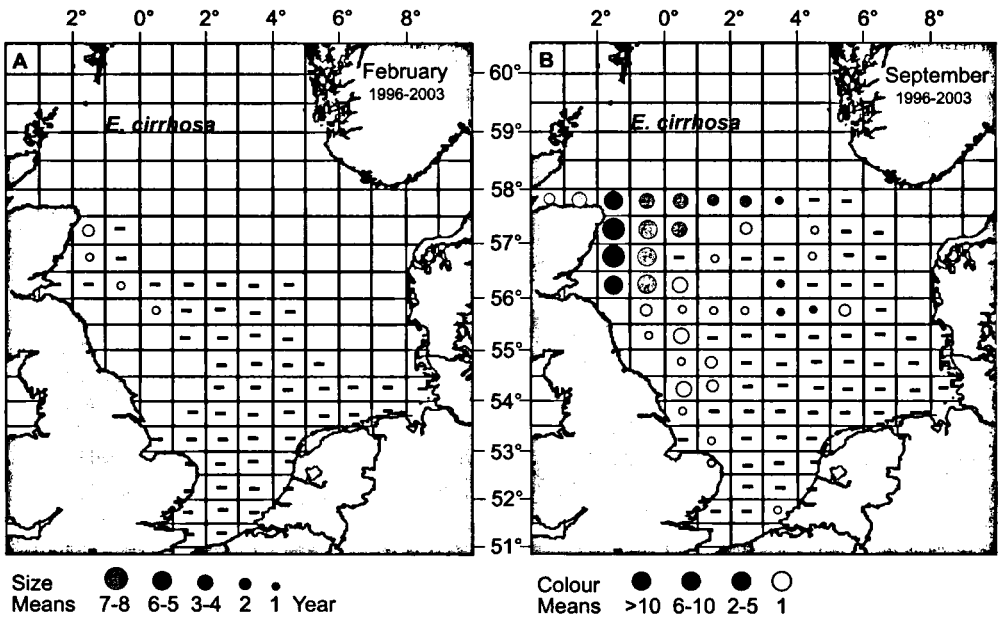 2° 0° 2° 4° 6° 8° 2° 0° 2° 4° 6° 8°
A February 60° B September
1996-2003 1996-2003
E. cirrhosa 59° E. cirrhosa
58°
57°
56°
55°
54°
53°
52°
51°
Size Colour
Means 7-8 6-5 3-4 2 1 Year Means >10 6-10 2-5 1